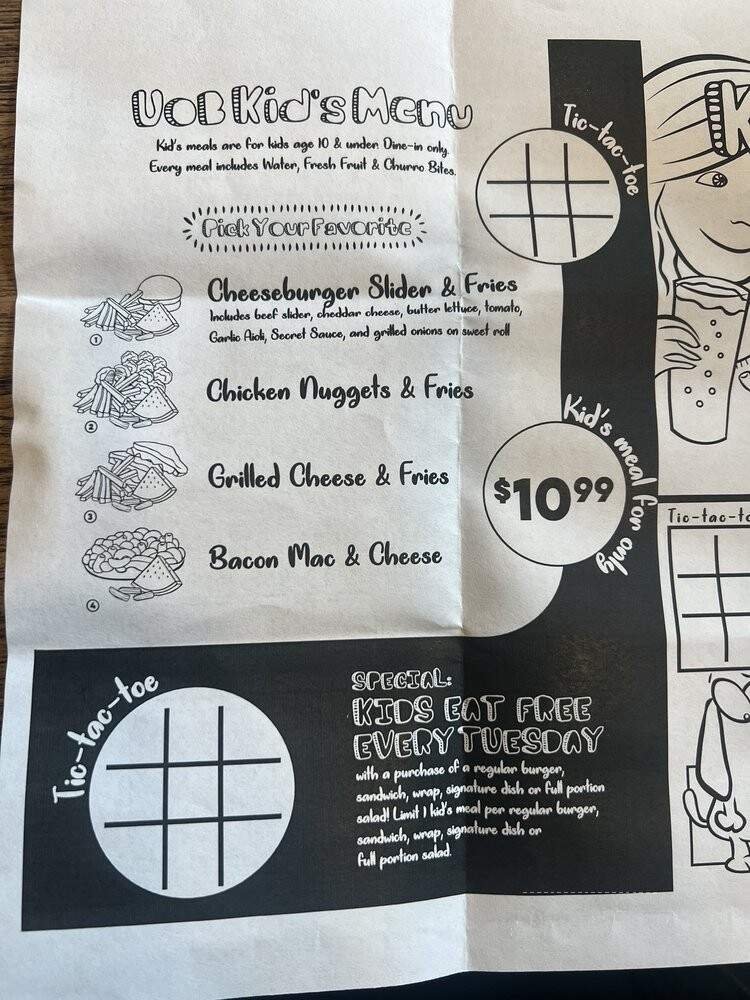 UOB Kid's Menu
Kid's meals are for kids age 10 & under Dine-in only.
Every meal includes Water, Fresh Fruit & Churro Bites.
Pick Your Favorite
Cheeseburger Slider & Fries
Includes beef slider, cheddar cheese, butter lettuce, tomato,
Garlic Aioli, Secret Sauce, and grilled onions on sweet roll
1
Chicken Nuggets & Fries
2
Grilled Cheese & Fries
3
Bacon Mac & Cheese
4
Tic-tac-toe
Kid's meal for only
$10.99
Tic-tac-toe
SPECIAL:
KIDS EAT FREE
EVERY TUESDAY
with a purchase of a regular burger,
sandwich, wrap, signature dish or full portion
salad! Limit 1 kid's meal per regular burger,
sandwich, wrap, signature dish or
full portion salad.
K
Tic-tac-to